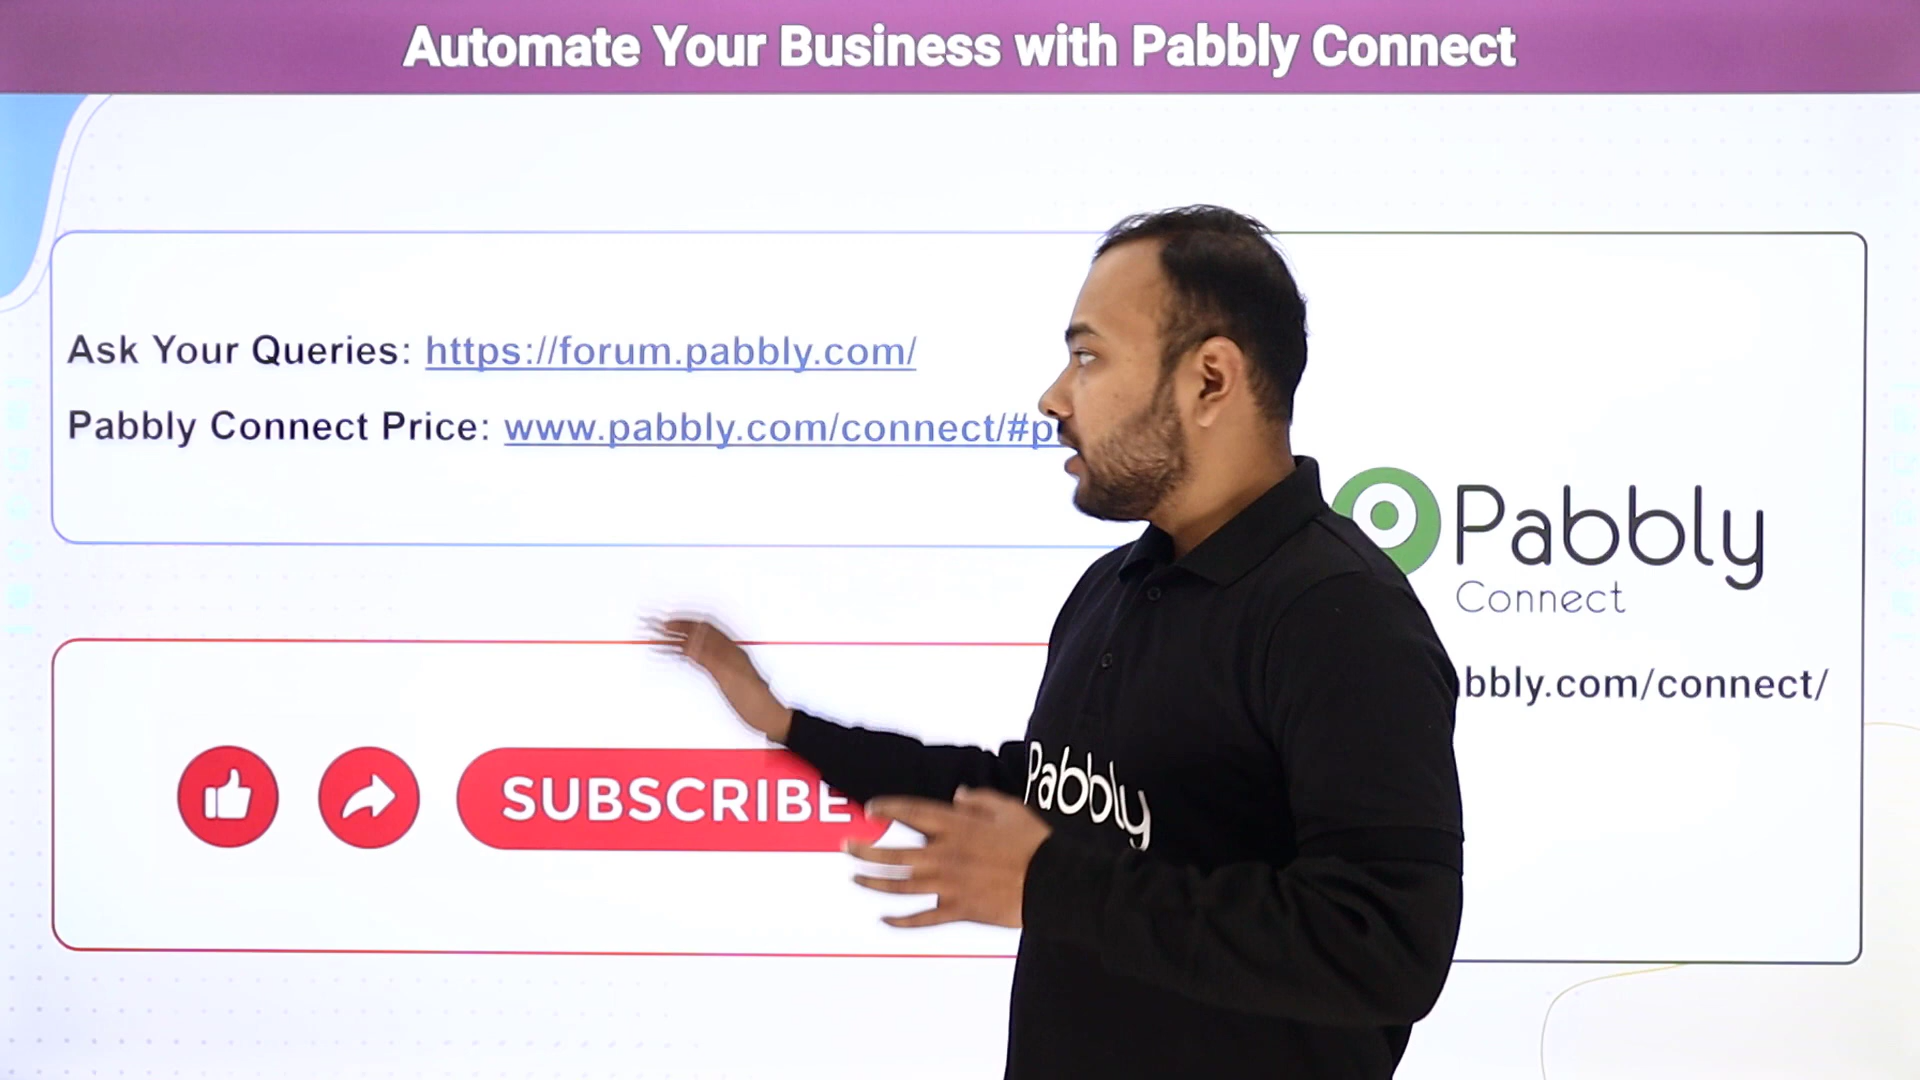 Automate Your Business with Pabbly Connect
Ask Your Queries: https://forum.pabbly.com/
Pabbly Connect Price: www.pabbly.com/connect/#p
Pabbly
Connect
bbly.com/connect/
SUBSCRIBE
Pabbly